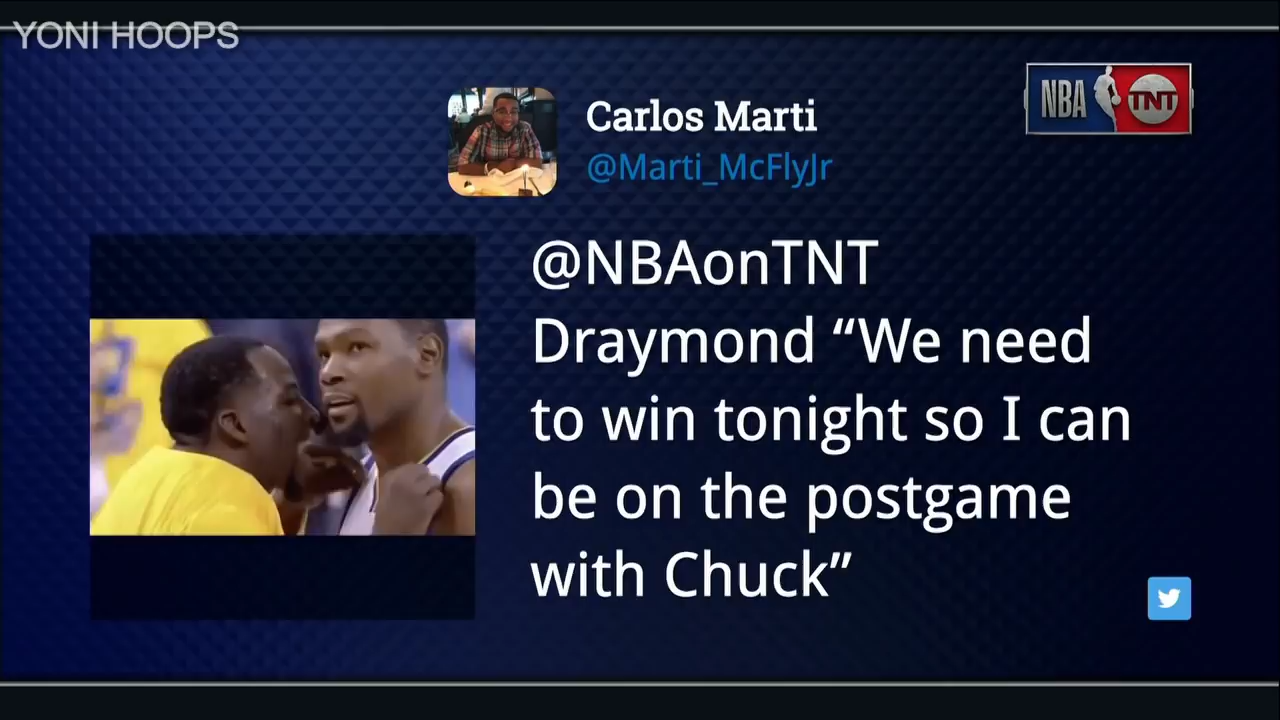 YONI HOOPS
NBA TNT
Carlos Marti
@Marti_McFlyJr
@NBAonTNT
Draymond “We need
to win tonight so I can
be on the postgame
with Chuck”